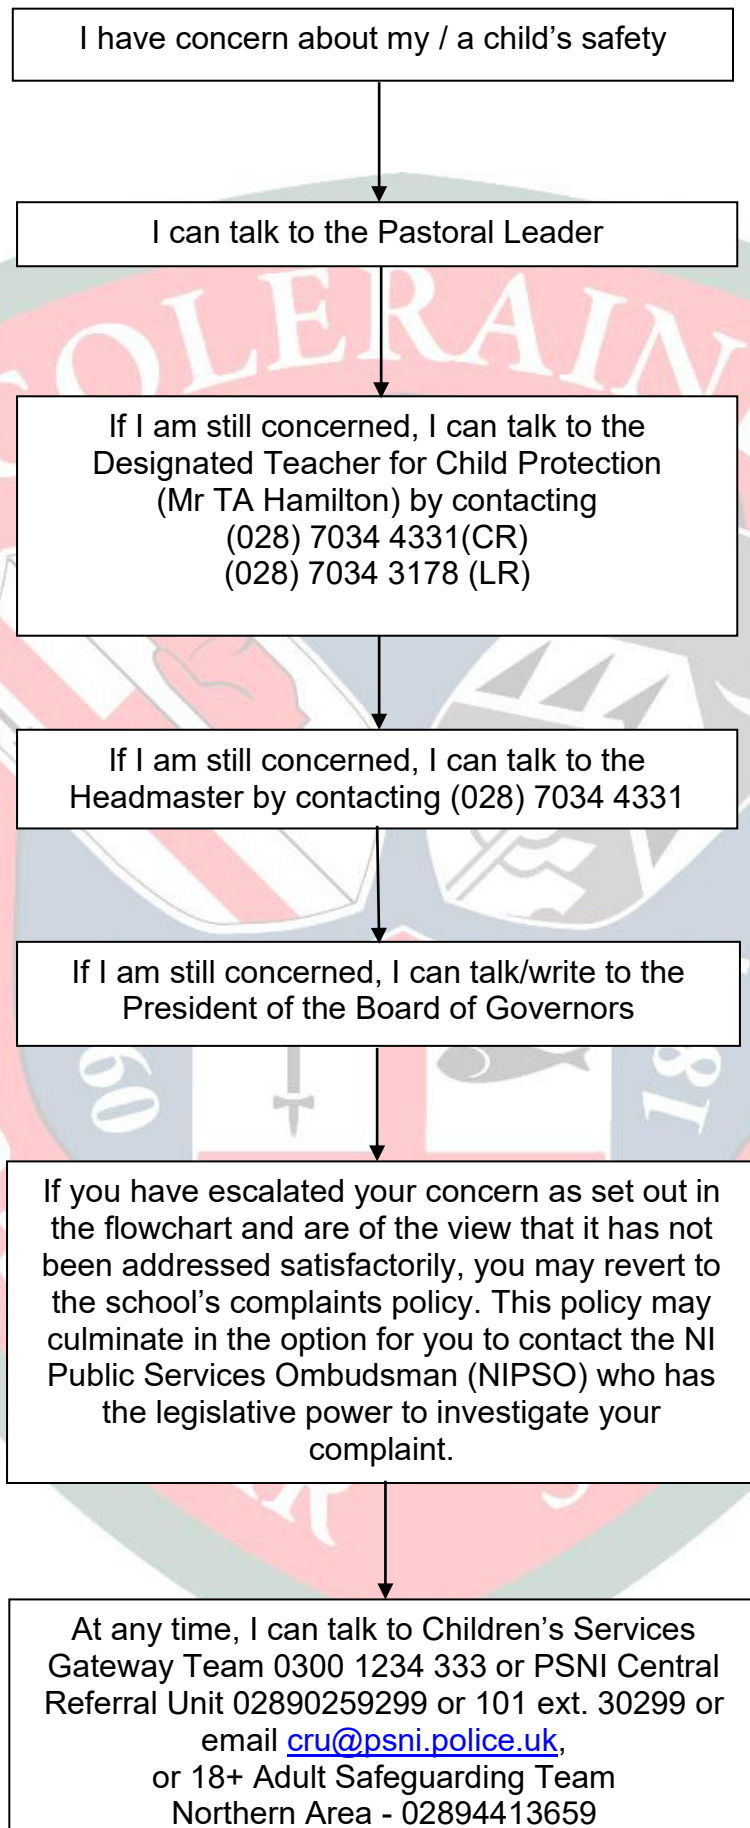 I have concern about my / a child’s safety
I can talk to the Pastoral Leader
COLERAIN
If I am still concerned, I can talk to the
Designated Teacher for Child Protection
(Mr TA Hamilton) by contacting
(028) 7034 4331(CR)
(028) 7034 3178 (LR)
If I am still concerned, I can talk to the
Headmaster by contacting (028) 7034 4331
If I am still concerned, I can talk/write to the
President of the Board of Governors
60
18
If you have escalated your concern as set out in
the flowchart and are of the view that it has not
been addressed satisfactorily, you may revert to
the school’s complaints policy. This policy may
culminate in the option for you to contact the NI
Public Services Ombudsman (NIPSO) who has
the legislative power to investigate your
complaint.
At any time, I can talk to Children’s Services
Gateway Team 0300 1234 333 or PSNI Central
Referral Unit 02890259299 or 101 ext. 30299 or
email cru@psni.police.uk,
or 18+ Adult Safeguarding Team
Northern Area - 02894413659